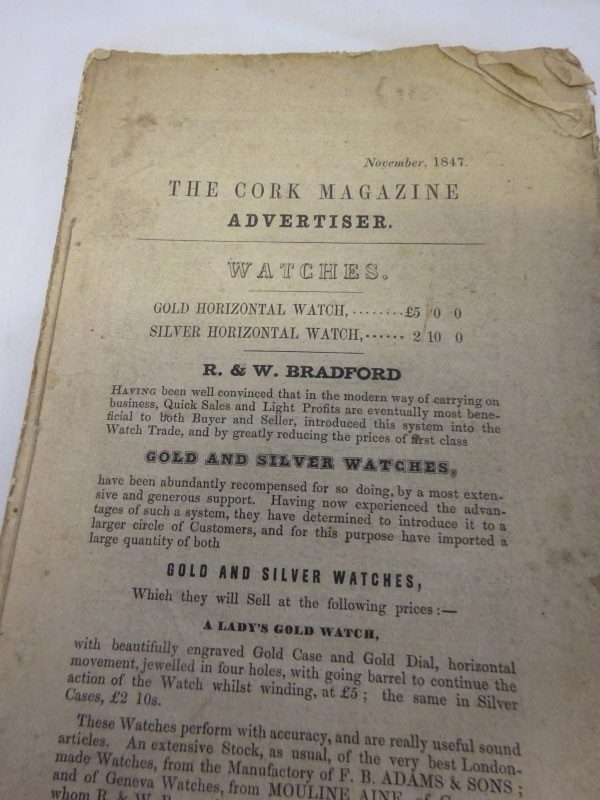 November, 1847.
THE CORK MAGAZINE
ADVERTISER.
WATCHES.
GOLD HORIZONTAL WATCH,········£5 0 0
SILVER HORIZONTAL WATCH,······ 2 10 0
R. & W. BRADFORD
HAVING been well convinced that in the modern way of carrying on
business, Quick Sales and Light Profits are eventually most bene-
ficial to both Buyer and Seller, introduced this system into the
Watch Trade, and by greatly reducing the prices of first class
GOLD AND SILVER WATCHES,
have been abundantly recompensed for so doing, by a most exten-
sive and generous support. Having now experienced the advan-
tages of such a system, they have determined to introduce it to a
larger circle of Customers, and for this purpose have imported a
large quantity of both
GOLD AND SILVER WATCHES,
Which they will Sell at the following prices:—
A LADY'S GOLD WATCH,
with beautifully engraved Gold Case and Gold Dial, horizontal
movement, jewelled in four holes, with going barrel to continue the
action of the Watch whilst winding, at £5; the same in Silver
Cases, £2 10s.
These Watches perform with accuracy, and are really useful sound
articles. An extensive Stock, as usual, of the very best London-
made Watches, from the Manufactory of F. B. ADAMS & SONS;
and of Geneva Watches, from MOULINE AINE, of
whom R. & W.